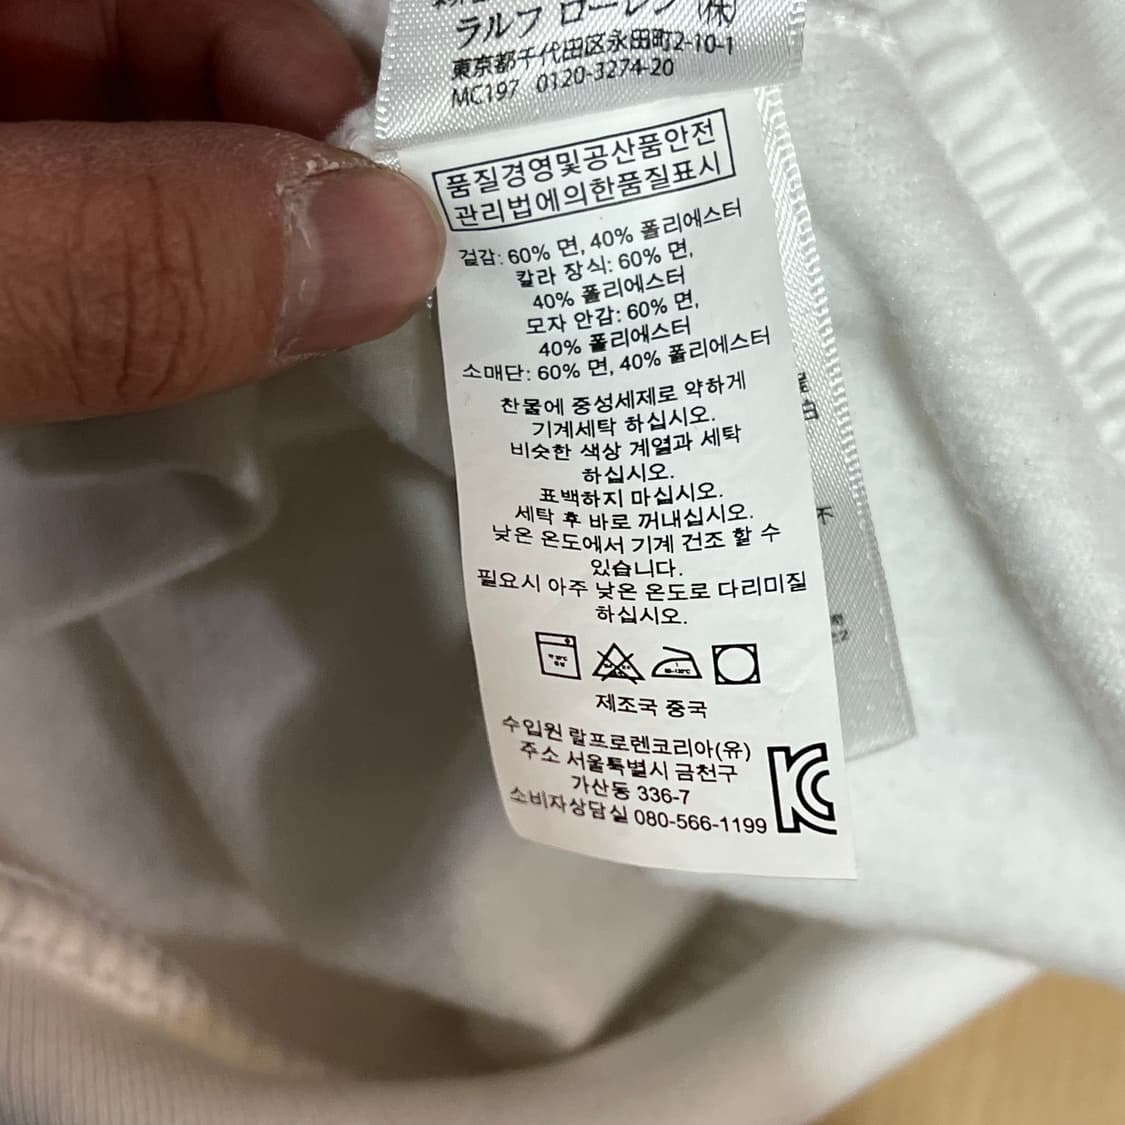 ラルフ ローレン (株)
東京都千代田区永田町2-10-1
MC197 0120-3274-20
품질경영및공산품안전
관리법에의한품질표시
겉감: 60% 면, 40% 폴리에스터
칼라 장식: 60% 면,
40% 폴리에스터
모자 안감: 60% 면,
40% 폴리에스터
소매단: 60% 면, 40% 폴리에스터
찬물에 중성세제로 약하게
기계세탁 하십시오.
비슷한 색상 계열과 세탁
하십시오.
표백하지 마십시오.
세탁 후 바로 꺼내십시오.
낮은 온도에서 기계 건조 할 수
있습니다.
필요시 아주 낮은 온도로 다리미질
하십시오.
제조국 중국
수입원 랄프로렌코리아(유)
주소 서울특별시 금천구
가산동 336-7
소비자상담실 080-566-1199
白
不